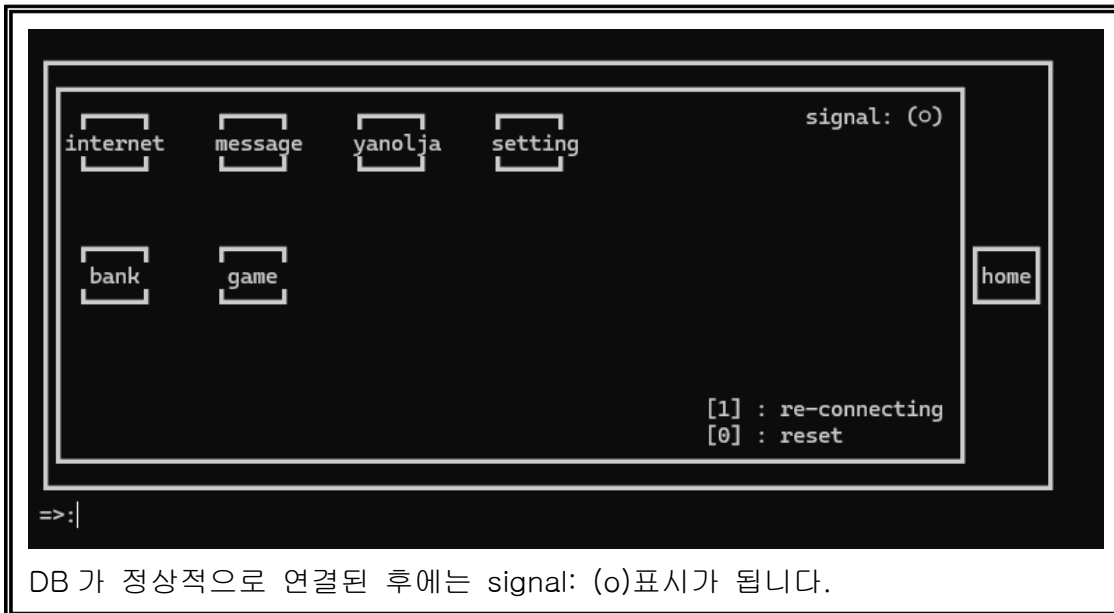 signal: (○)
internet message yanolja setting
bank game home
[1] : re-connecting
[0] : reset
=>:
DB가 정상적으로 연결된 후에는 signal: (o)표시가 됩니다.